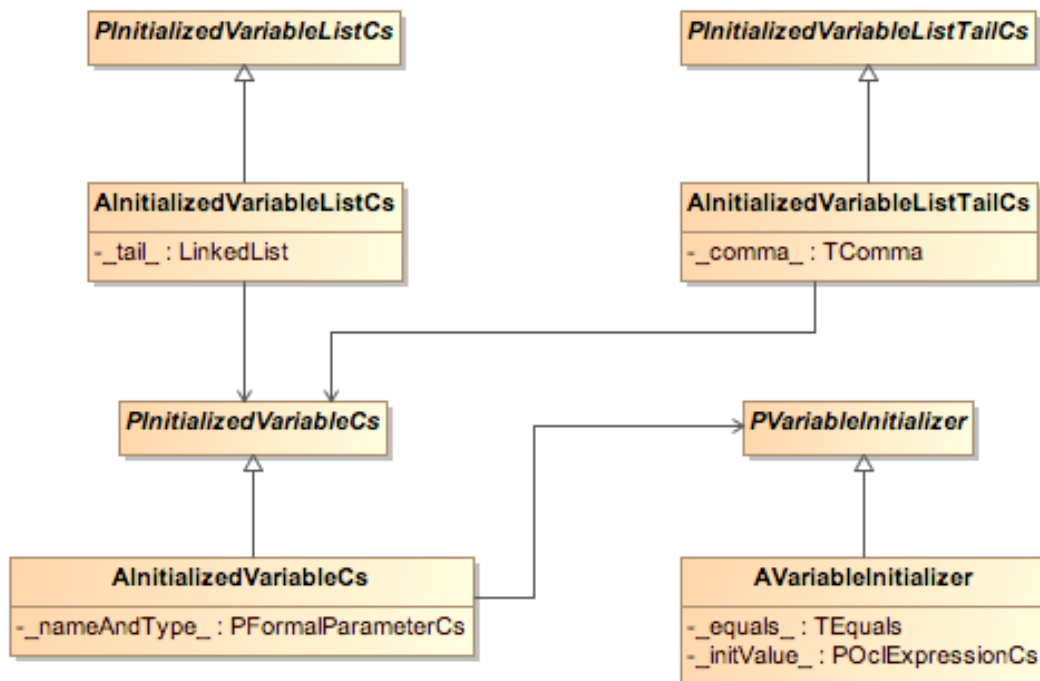 PInitializedVariableListCs
PInitializedVariableListTailCs
AInitializedVariableListCs
-_tail_ : LinkedList
AInitializedVariableListTailCs
-_comma_ : TComma
PInitializedVariableCs
PVariableInitializer
AInitializedVariableCs
-_nameAndType_ : PFormalParameterCs
AVariableInitializer
-_equals_ : TEquals
-_initValue_ : POclExpressionCs